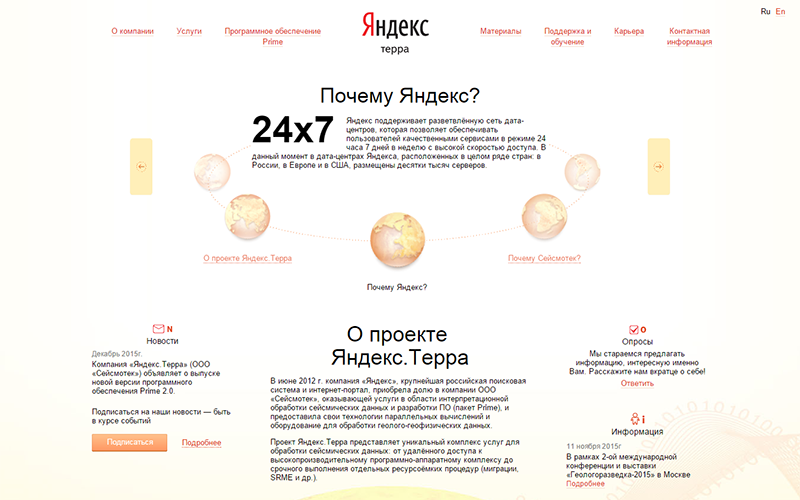 Ru En
Яндекс
терра
О компании
Услуги
Программное обеспечение
Prime
Материалы
Поддержка и
обучение
Карьера
Контактная
информация
Почему Яндекс?
24x7
Яндекс поддерживает разветвлённую сеть дата-
центров, которая позволяет обеспечивать
пользователей качественными сервисами в режиме 24
часа 7 дней в неделю с высокой скоростью доступа. В
данный момент в дата-центрах Яндекса, расположенных в целом ряде стран: в
России, в Европе и в США, размещены десятки тысяч серверов.
О проекте Яндекс.Терра
Почему Яндекс?
Почему Сейсмотек?
N
Новости
Декабрь 2015г.
Компания «Яндекс.Терра» (ООО
«Сейсмотек») объявляет о выпуске
новой версии программного
обеспечения Prime 2.0.
Подписаться на наши новости — быть
в курсе событий
Подписаться
Подробнее
О проекте
Яндекс.Терра
В июне 2012 г. компания «Яндекс», крупнейшая российская поисковая
система и интернет-портал, приобрела долю в компании ООО
«Сейсмотек», оказывающей услуги в области интерпретационной
обработки сейсмических данных и разработки ПО (пакет Prime), и
предоставила свои технологии параллельных вычислений и
оборудование для обработки геолого-геофизических данных.
Проект Яндекс.Терра представляет уникальный комплекс услуг для
обработки сейсмических данных: от удалённого доступа к
высокопроизводительному программно-аппаратному комплексу до
срочного выполнения отдельных ресурсоёмких процедур (миграции,
SRME и др.).
О
Опросы
Мы стараемся предлагать
информацию, интересную именно
Вам. Расскажите нам вкратце о себе!
Ответить
i
Информация
11 ноября 2015г
В рамках 2-ой международной
конференции и выставки
«Геологоразведка-2015» в Москве
Подробнее